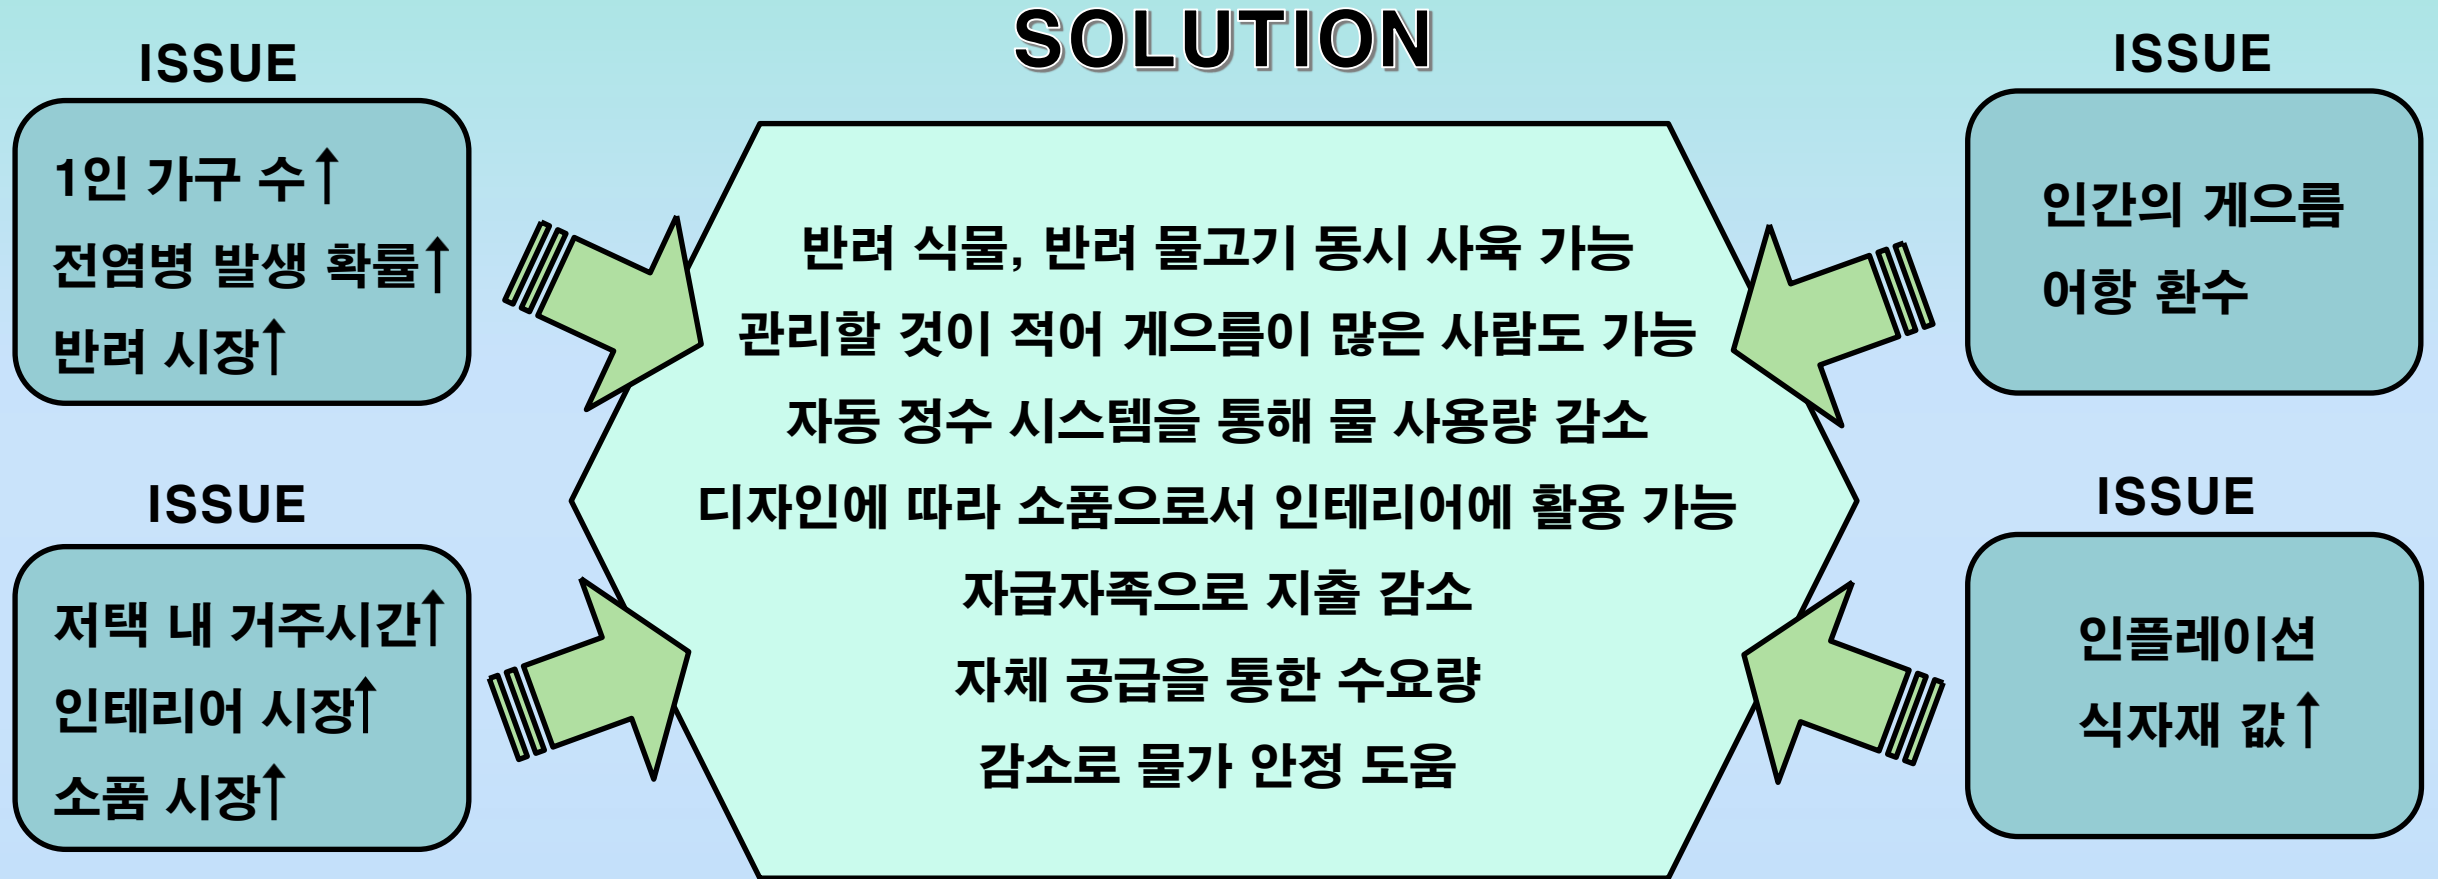 SOLUTION
ISSUE
1인 가구 수↑
전염병 발생 확률↑
반려 시장↑
ISSUE
저택 내 거주시간↑
인테리어 시장↑
소품 시장↑
반려 식물, 반려 물고기 동시 사육 가능
관리할 것이 적어 게으름이 많은 사람도 가능
자동 정수 시스템을 통해 물 사용량 감소
디자인에 따라 소품으로서 인테리어에 활용 가능
자급자족으로 지출 감소
자체 공급을 통한 수요량
감소로 물가 안정 도움
ISSUE
인간의 게으름
어항 환수
ISSUE
인플레이션
식자재 값↑